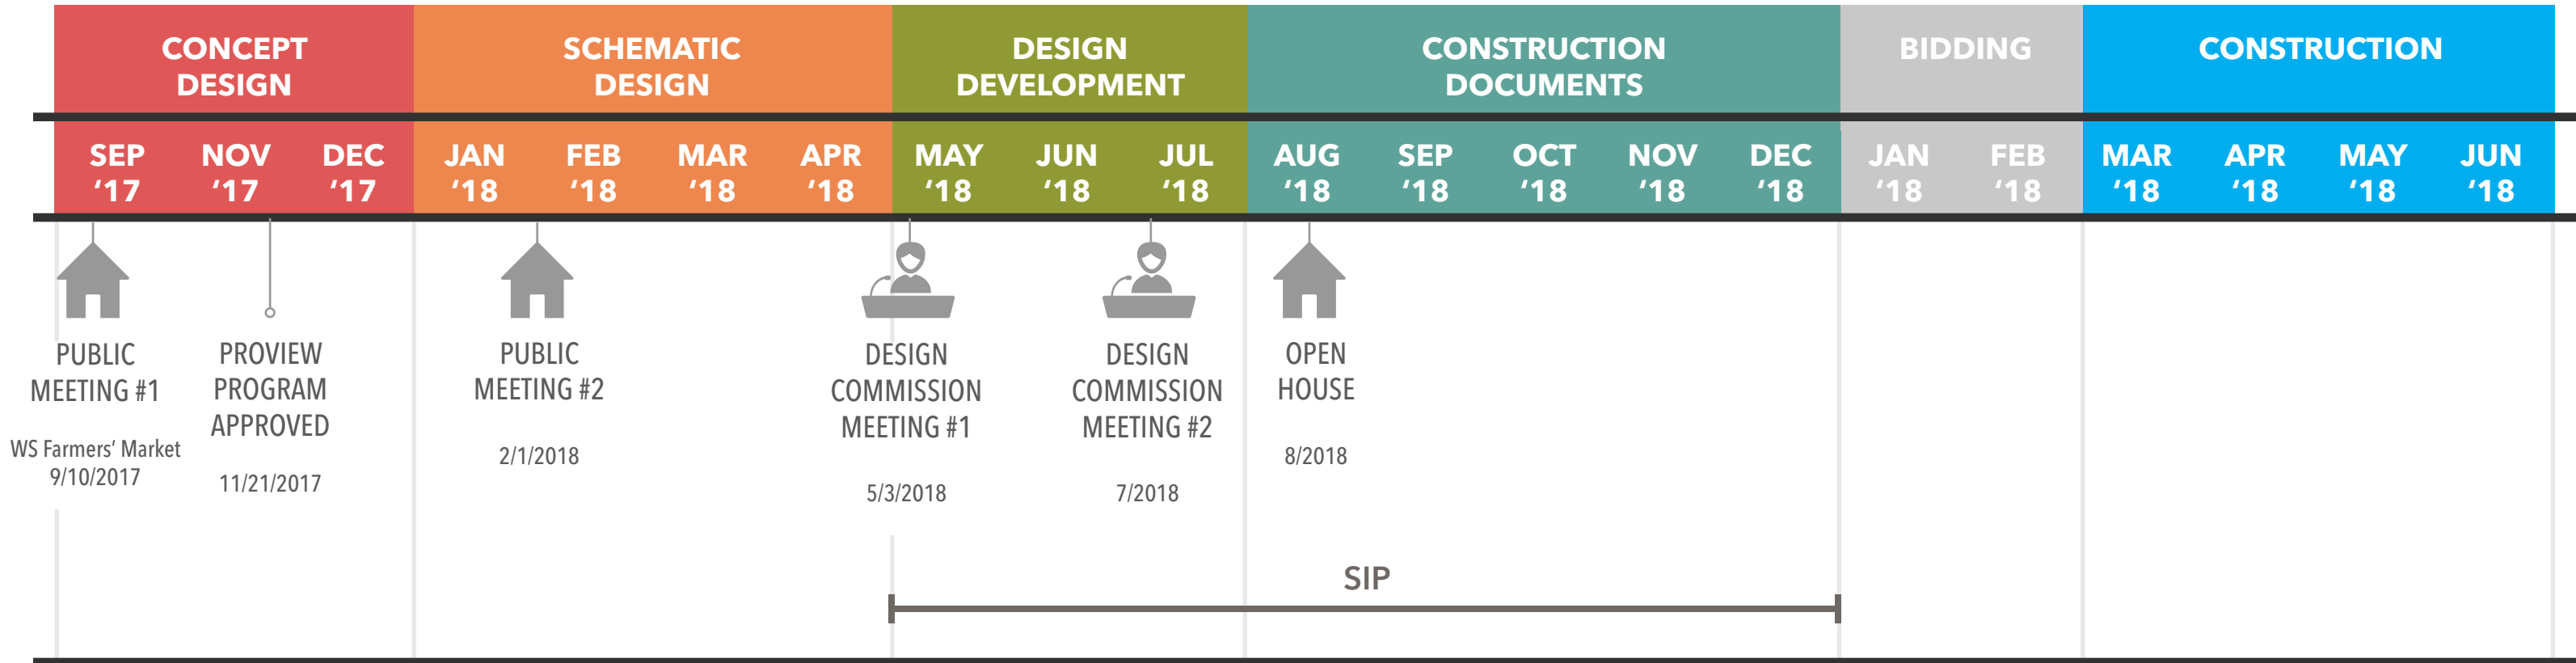 CONCEPT
DESIGN
SCHEMATIC
DESIGN
DESIGN
DEVELOPMENT
CONSTRUCTION
DOCUMENTS
BIDDING
CONSTRUCTION
SEP
‘17
NOV
‘17
DEC
‘17
JAN
‘18
FEB
‘18
MAR
‘18
APR
‘18
MAY
‘18
JUN
‘18
JUL
‘18
AUG
‘18
SEP
‘18
OCT
‘18
NOV
‘18
DEC
‘18
JAN
‘18
FEB
‘18
MAR
‘18
APR
‘18
MAY
‘18
JUN
‘18
PUBLIC
MEETING #1
WS Farmers’ Market
9/10/2017
PROVIEW
PROGRAM
APPROVED
11/21/2017
PUBLIC
MEETING #2
2/1/2018
DESIGN
COMMISSION
MEETING #1
5/3/2018
DESIGN
COMMISSION
MEETING #2
7/2018
OPEN
HOUSE
8/2018
SIP